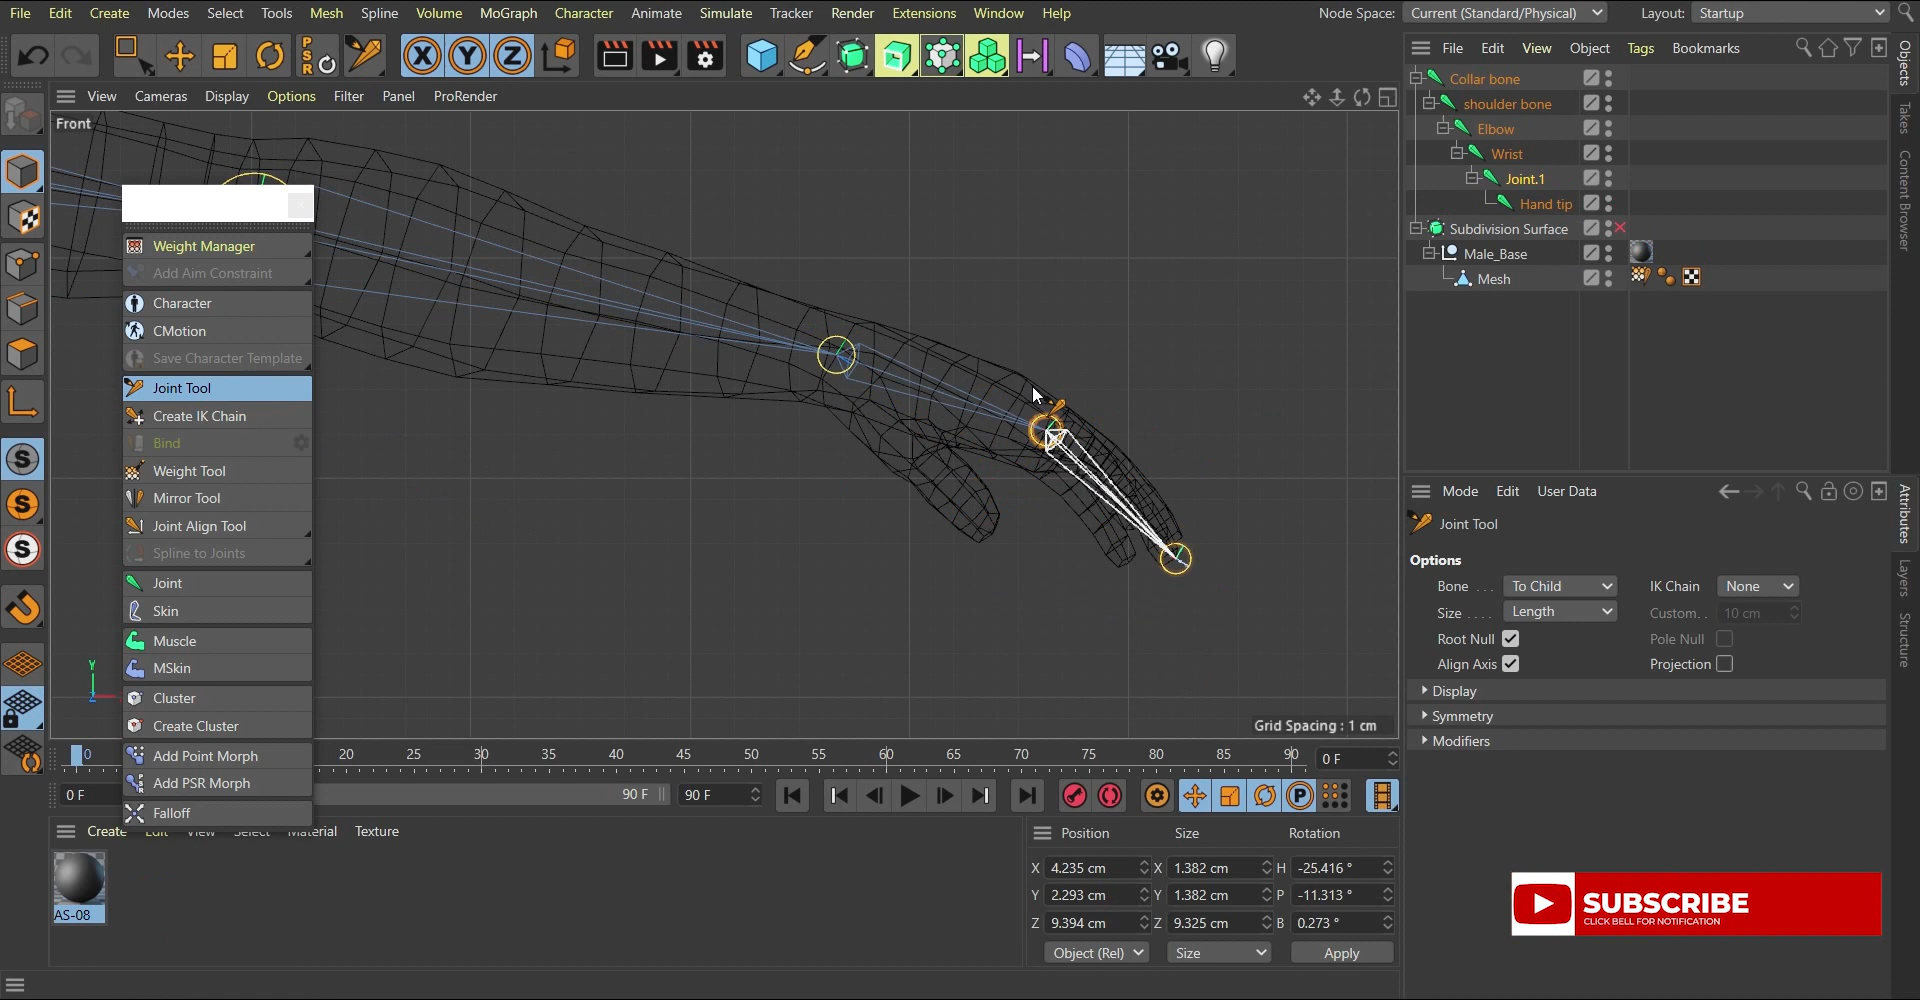 File Edit Create Modes Select Tools Mesh Spline Volume MoGraph Character Animate Simulate Tracker Render Extensions Window Help
Node Space: Current (Standard/Physical) Layout: Startup
PSR X Y Z
File Edit View Object Tags Bookmarks
View Cameras Display Options Filter Panel ProRender
Front
Collar bone
shoulder bone
Elbow
Wrist
Joint.1
Hand tip
Subdivision Surface
Male_Base
Mesh
Objects
Takes
Content Browser
Weight Manager
Add Aim Constraint
Character
CMotion
Save Character Template
Joint Tool
Create IK Chain
Bind
Weight Tool
Mirror Tool
Joint Align Tool
Spline to Joints
Joint
Skin
Muscle
MSkin
Cluster
Create Cluster
Add Point Morph
Add PSR Morph
Falloff
S
S
S
Y
Z
Grid Spacing : 1 cm
Mode Edit User Data
Joint Tool
Options
Bone . . . To Child IK Chain None
Size . . . . Length Custom. . 10 cm
Root Null Pole Null
Align Axis Projection
Display
Symmetry
Modifiers
Attributes
Layers
Structure
0 20 30 40 45 50 55 60 65 70 75 80 85 90 0 F
0 F 90 F 90 F P
Create Edit View Select Material Texture
AS-08
Position Size Rotation
X 4.235 cm X 1.382 cm H -25.416 °
Y 2.293 cm Y 1.382 cm P -11.313 °
Z 9.394 cm Z 9.325 cm B 0.273 °
Object (Rel) Size Apply
SUBSCRIBE
CLICK BELL FOR NOTIFICATION